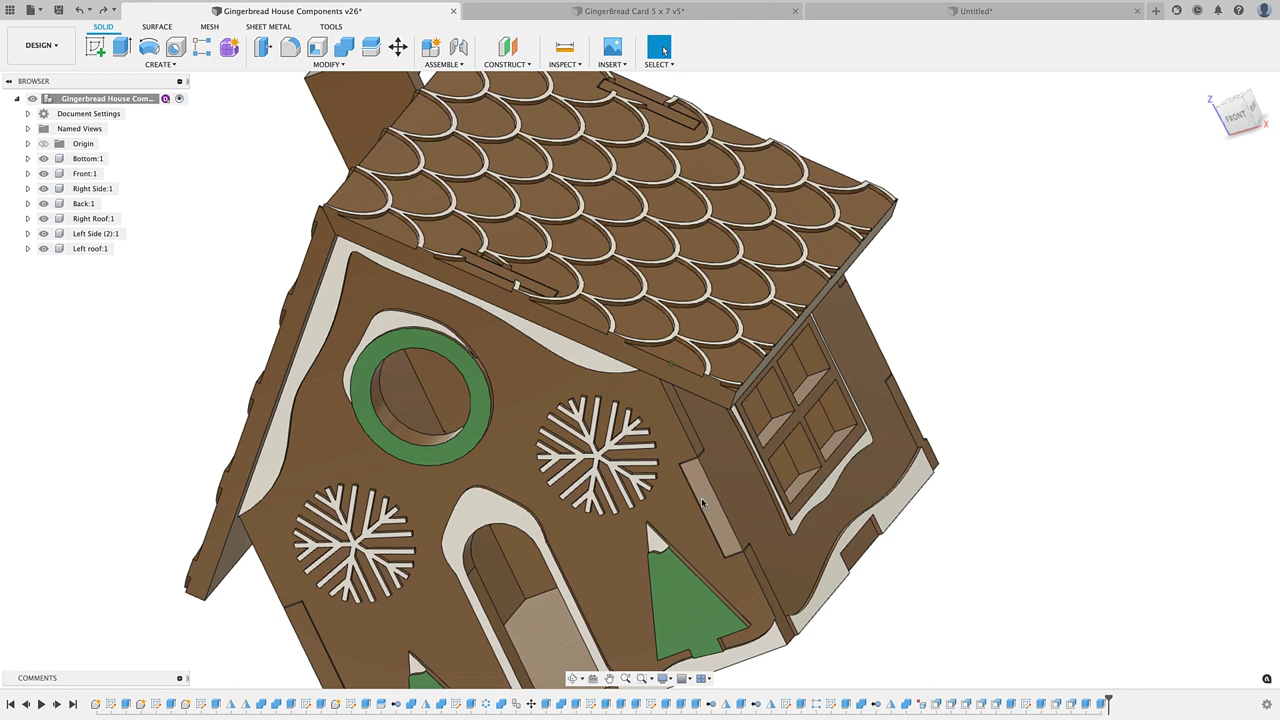 Gingerbread House Components v26*
GingerBread Card 5 x 7 v5*
Untitled*
DESIGN
SOLID
SURFACE
MESH
SHEET METAL
TOOLS
CREATE
MODIFY
ASSEMBLE
CONSTRUCT
INSPECT
INSERT
SELECT
BROWSER
Gingerbread House Com...
Document Settings
Named Views
Origin
Bottom:1
Front:1
Right Side:1
Back:1
Right Roof:1
Left Side (2):1
Left roof:1
Z
FRONT
X
COMMENTS